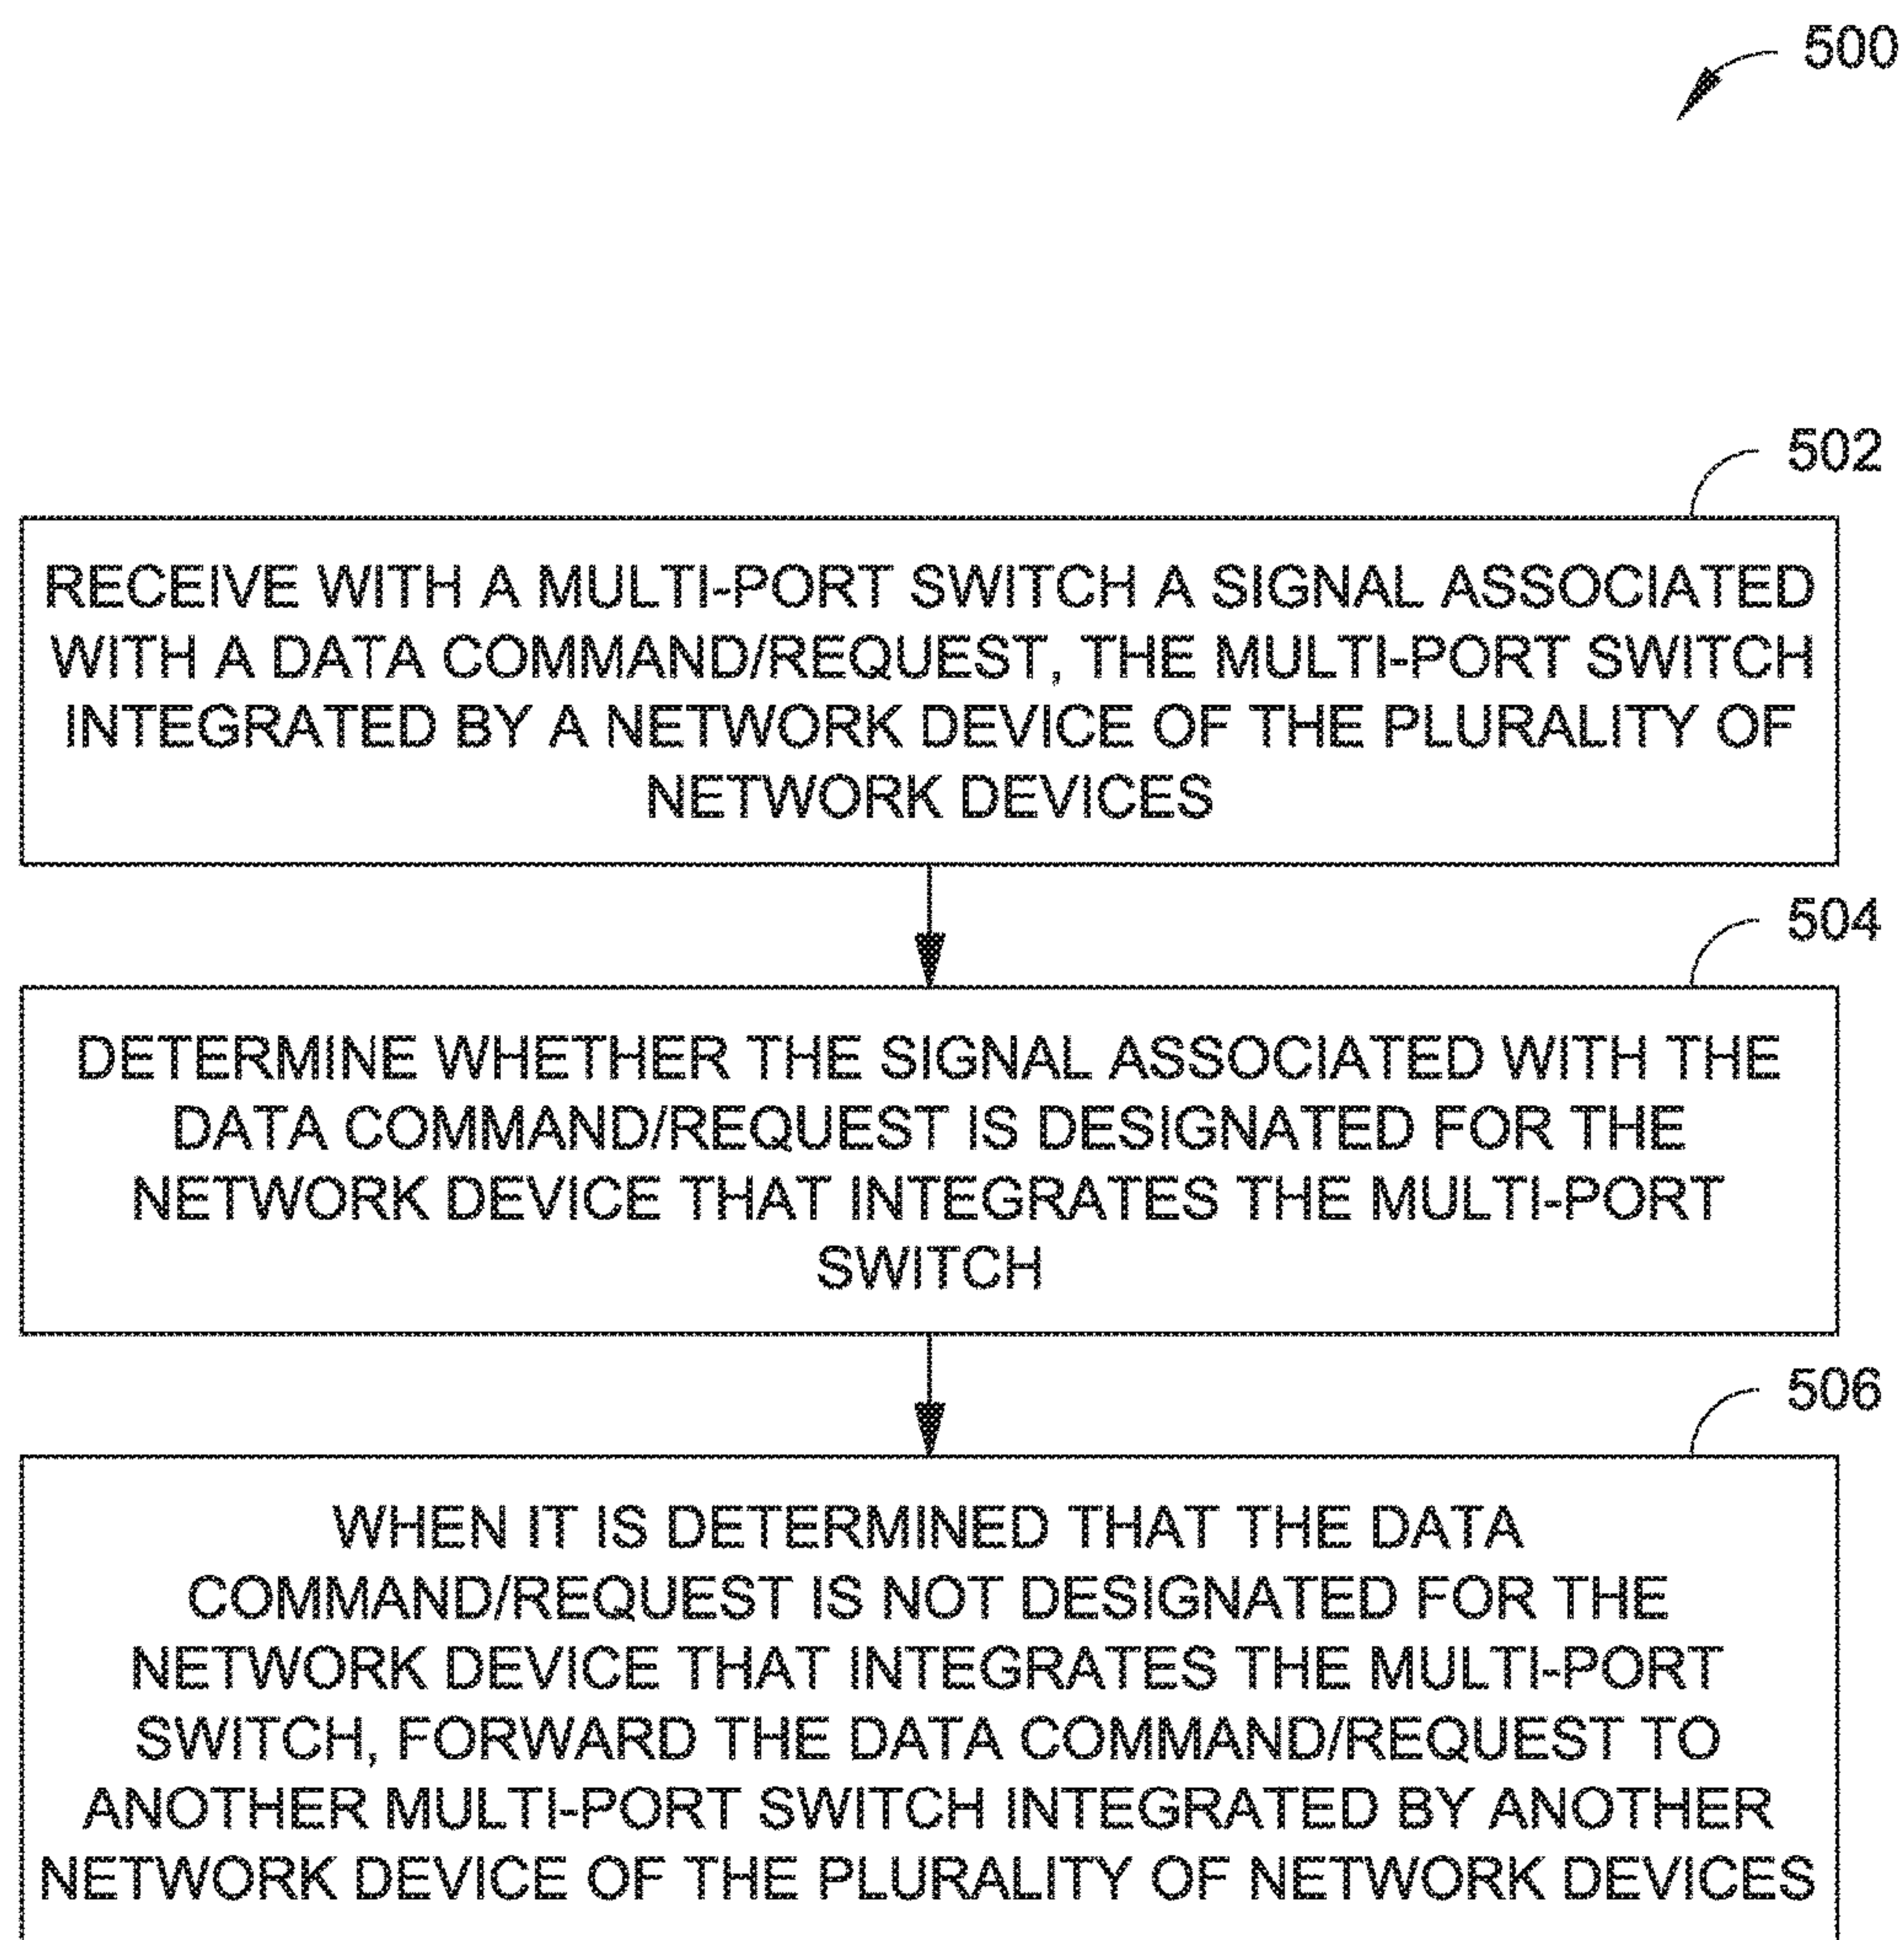 500
502
RECEIVE WITH A MULTI-PORT SWITCH A SIGNAL ASSOCIATED
WITH A DATA COMMAND/REQUEST, THE MULTI-PORT SWITCH
INTEGRATED BY A NETWORK DEVICE OF THE PLURALITY OF
NETWORK DEVICES
504
DETERMINE WHETHER THE SIGNAL ASSOCIATED WITH THE
DATA COMMAND/REQUEST IS DESIGNATED FOR THE
NETWORK DEVICE THAT INTEGRATES THE MULTI-PORT
SWITCH
506
WHEN IT IS DETERMINED THAT THE DATA
COMMAND/REQUEST IS NOT DESIGNATED FOR THE
NETWORK DEVICE THAT INTEGRATES THE MULTI-PORT
SWITCH, FORWARD THE DATA COMMAND/REQUEST TO
ANOTHER MULTI-PORT SWITCH INTEGRATED BY ANOTHER
NETWORK DEVICE OF THE PLURALITY OF NETWORK DEVICES